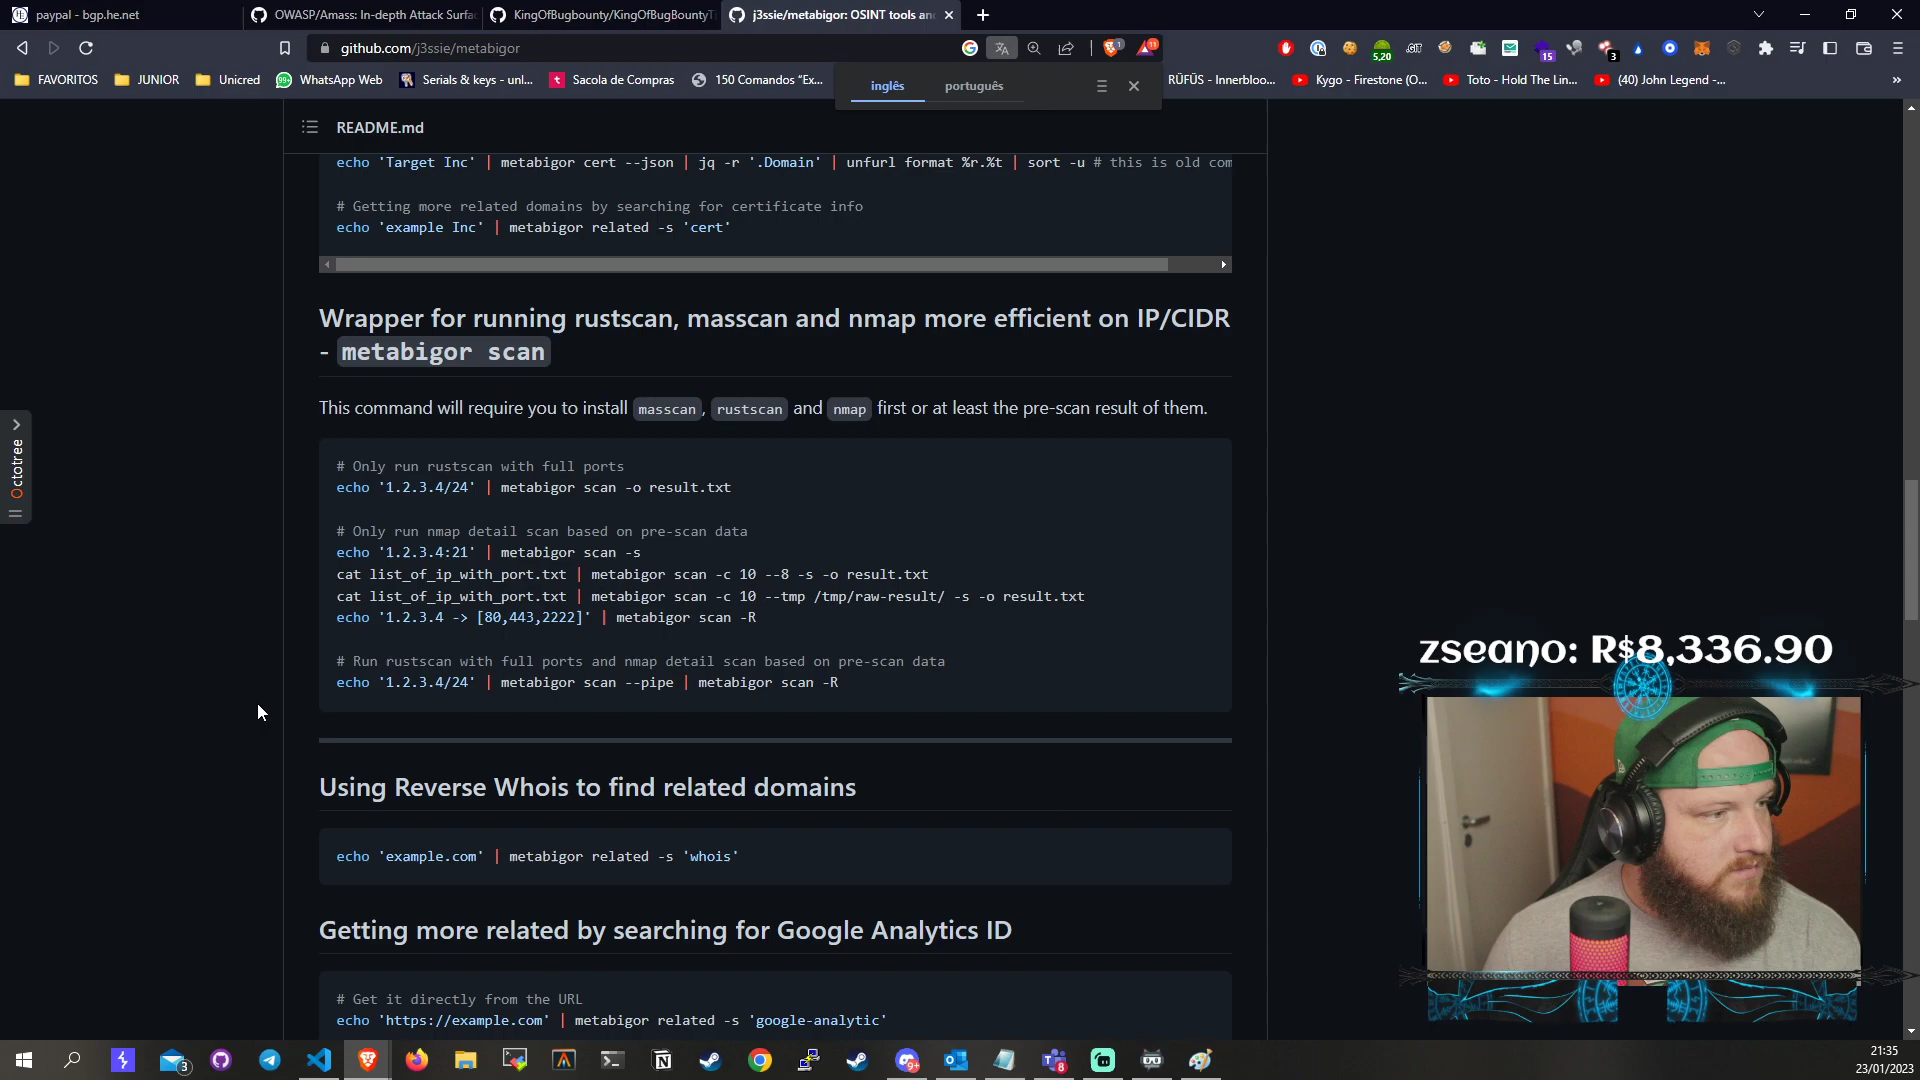 paypal - bgp.he.net
OWASP/Amass: In-depth Attack Surfa
KingOfBugbounty/KingOfBugBountyT
j3ssie/metabigor: OSINT tools an
github.com/j3ssie/metabigor
FAVORITOS
JUNIOR
Unicred
WhatsApp Web
Serials & keys - unl...
Sacola de Compras
150 Comandos "Ex...
RÜFÜS - Innerbloo...
Kygo - Firestone (O...
Toto - Hold The Lin...
(40) John Legend -...
inglês
português
README.md
echo 'Target Inc' | metabigor cert --json | jq -r '.Domain' | unfurl format %r.%t | sort -u # this is old com
# Getting more related domains by searching for certificate info
echo 'example Inc' | metabigor related -s 'cert'
Wrapper for running rustscan, masscan and nmap more efficient on IP/CIDR
- metabigor scan
This command will require you to install masscan, rustscan and nmap first or at least the pre-scan result of them.
# Only run rustscan with full ports
echo '1.2.3.4/24' | metabigor scan -o result.txt
# Only run nmap detail scan based on pre-scan data
echo '1.2.3.4:21' | metabigor scan -s
cat list_of_ip_with_port.txt | metabigor scan -c 10 --8 -s -o result.txt
cat list_of_ip_with_port.txt | metabigor scan -c 10 --tmp /tmp/raw-result/ -s -o result.txt
echo '1.2.3.4 -> [80,443,2222]' | metabigor scan -R
# Run rustscan with full ports and nmap detail scan based on pre-scan data
echo '1.2.3.4/24' | metabigor scan --pipe | metabigor scan -R
Using Reverse Whois to find related domains
echo 'example.com' | metabigor related -s 'whois'
Getting more related by searching for Google Analytics ID
# Get it directly from the URL
echo 'https://example.com' | metabigor related -s 'google-analytic'
Octotree
zseano: R$8,336.90
21:35
23/01/2023